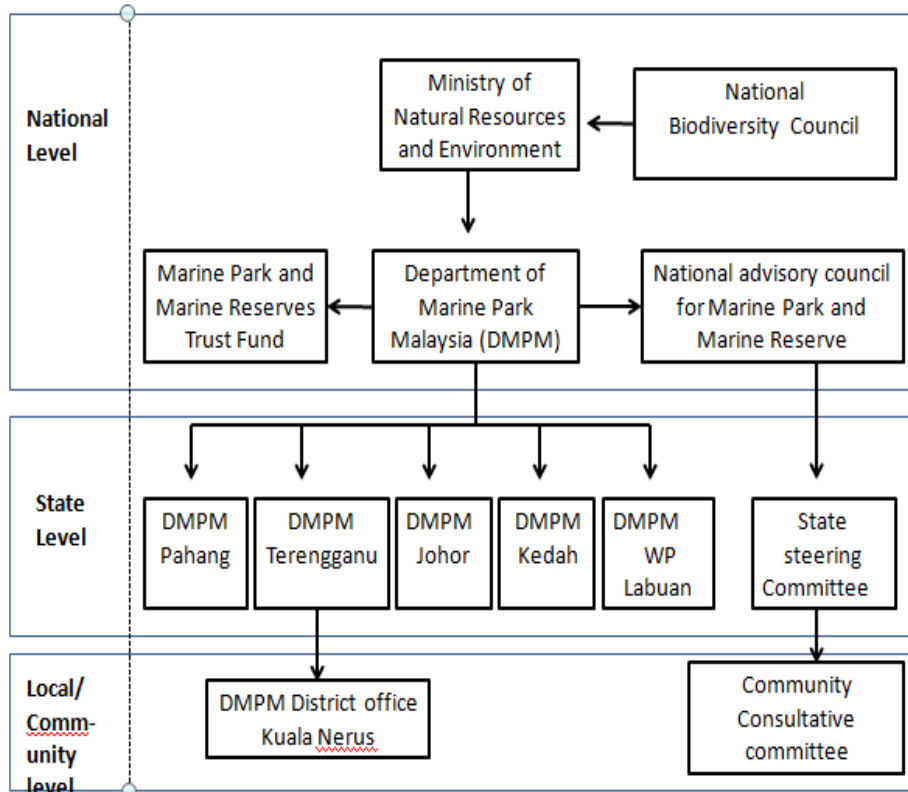 National
Level
Ministry of
Natural Resources
and Environment
National
Biodiversity Council
Marine Park and
Marine Reserves
Trust Fund
Department of
Marine Park
Malaysia (DMPM)
National advisory council
for Marine Park and
Marine Reserve
State
Level
DMPM
Pahang
DMPM
Terengganu
DMPM
Johor
DMPM
Kedah
DMPM
WP
Labuan
State
steering
Committee
Local/
Comm-
unity
level
DMPM District office
Kuala Nerus
Community
Consultative
committee